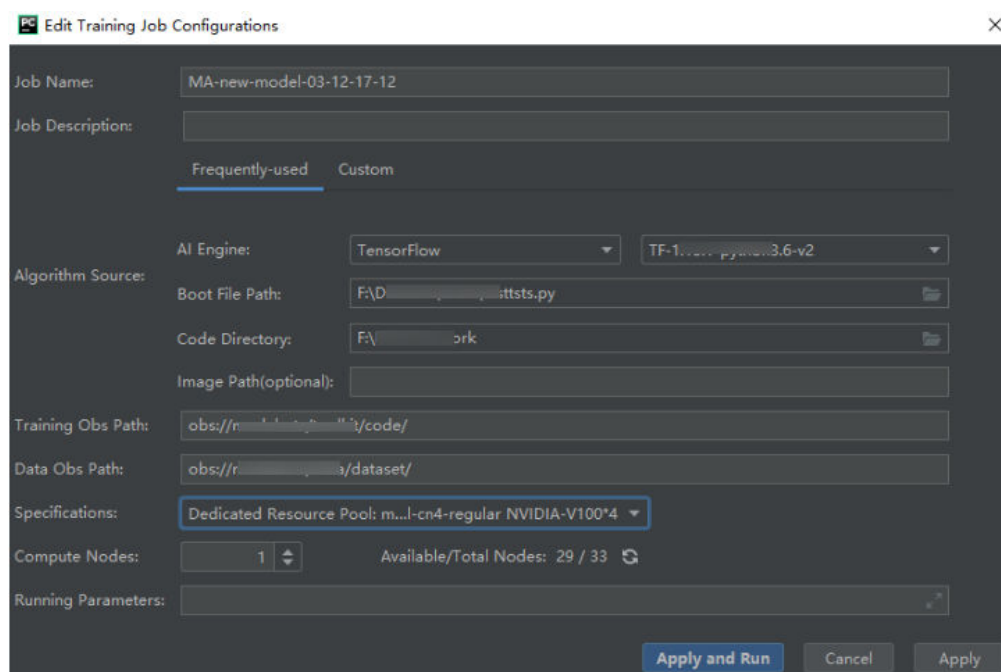 PC Edit Training Job Configurations
Job Name: MA-new-model-03-12-17-12
Job Description:
Frequently-used Custom
AI Engine: TensorFlow
Algorithm Source:
Boot File Path:
Code Directory:
Image Path(optional):
Training Obs Path:
Data Obs Path:
Specifications: Dedicated Resource Pool: m...l-cn4-regular NVIDIA-V100*4
Compute Nodes: 1 Available/Total Nodes: 29 / 33
Running Parameters:
Apply and Run Cancel Apply